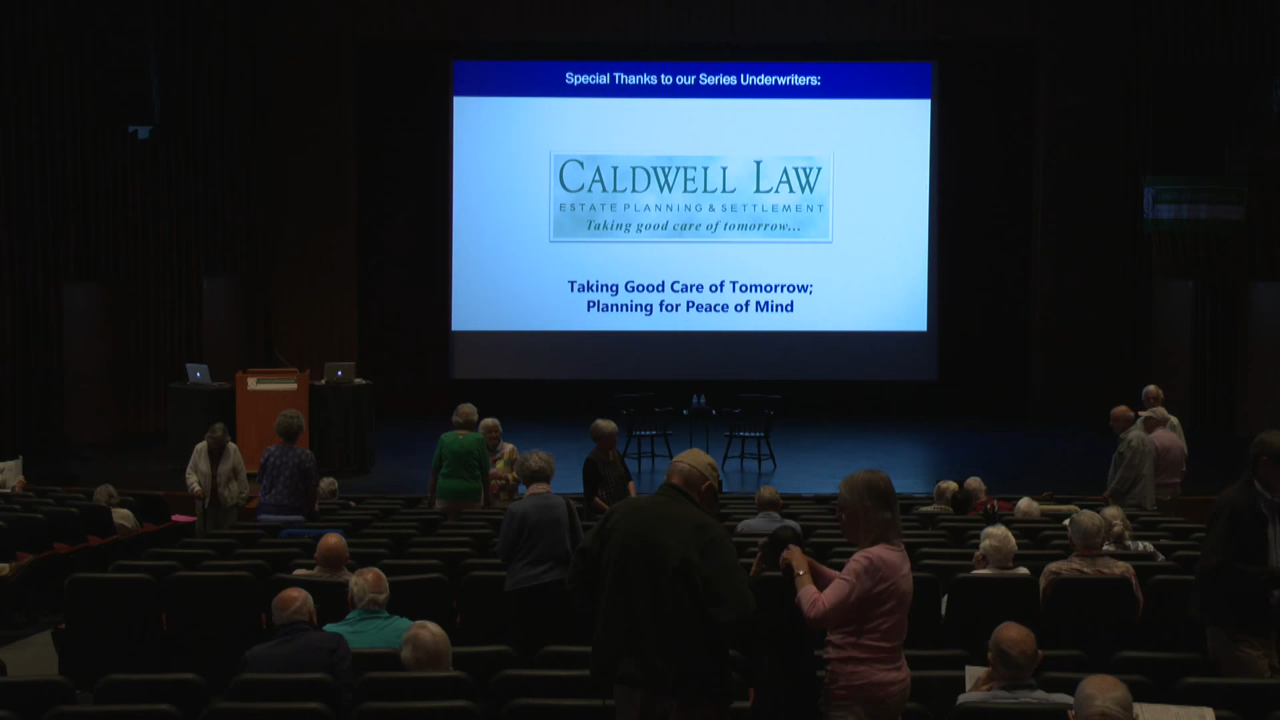 Special Thanks to our Series Underwriters:
CALDWELL LAW
ESTATE PLANNING & SETTLEMENT
Taking good care of tomorrow...
Taking Good Care of Tomorrow;
Planning for Peace of Mind